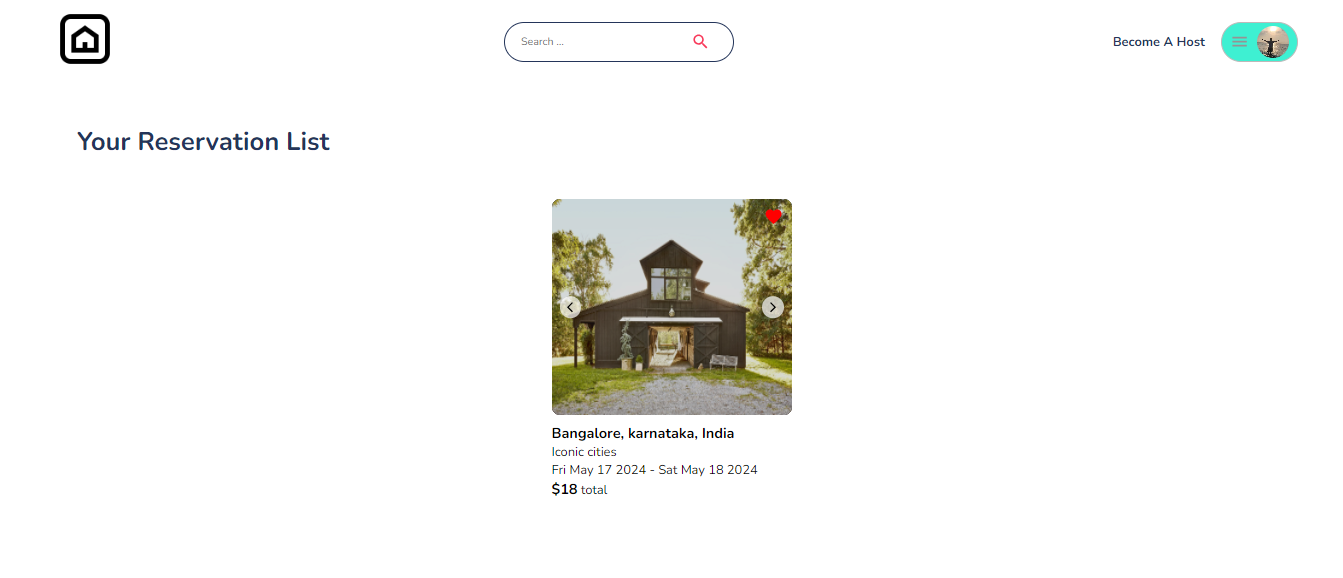 Search ...
Become A Host
Your Reservation List
Bangalore, karnataka, India
Iconic cities
Fri May 17 2024 - Sat May 18 2024
$18 total